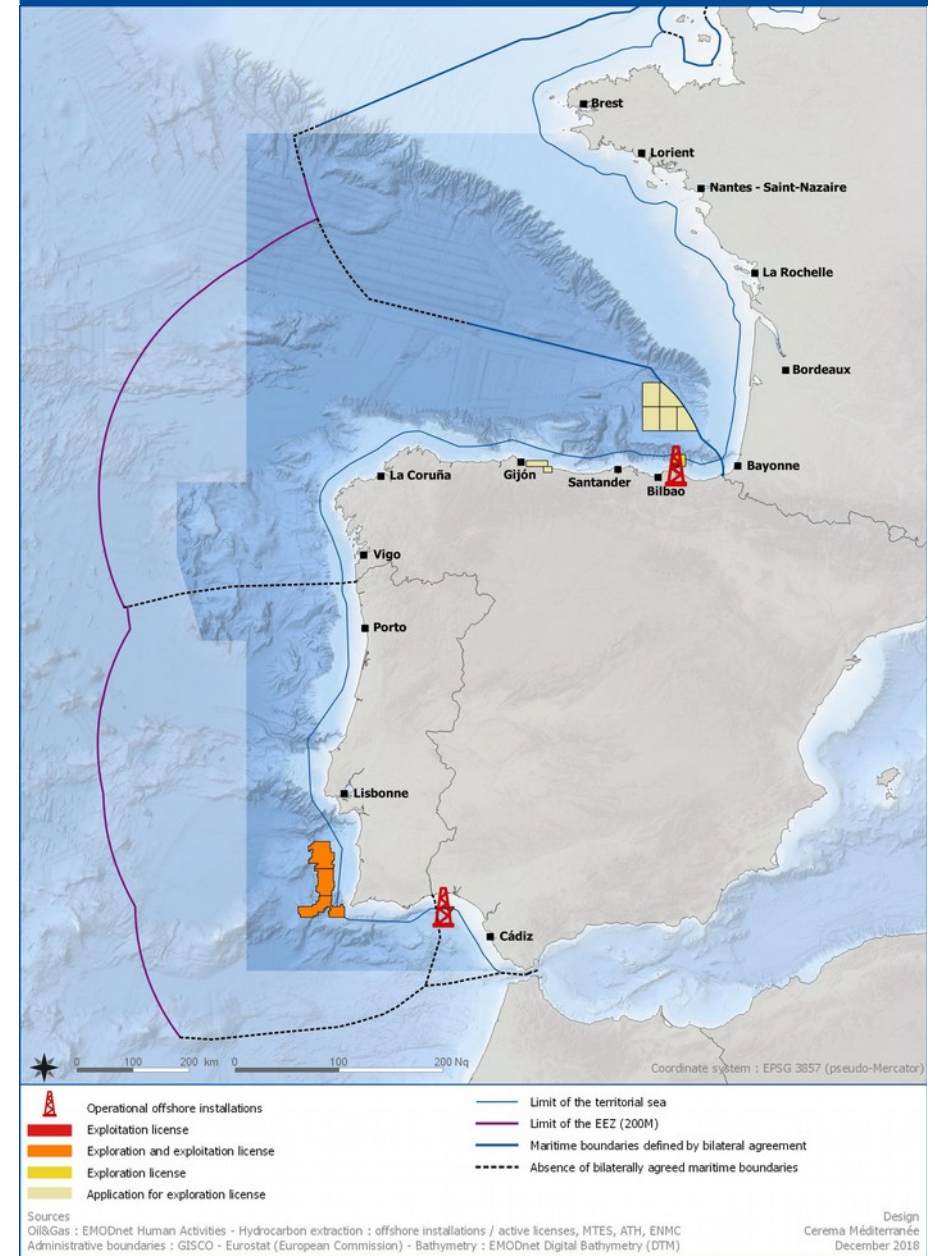 Brest
Lorient
Nantes - Saint-Nazaire
La Rochelle
Bordeaux
Bayonne
La Coruña
Gijón
Santander
Bilbao
Vigo
Porto
Lisbonne
Cádiz
0 100 200 km 0 100 200 Nq
Coordinate system : EPSG 3857 (pseudo-Mercator)
Operational offshore installations
Exploitation license
Exploration and exploitation license
Exploration license
Application for exploration license
Limit of the territorial sea
Limit of the EEZ (200M)
Maritime boundaries defined by bilateral agreement
Absence of bilaterally agreed maritime boundaries
Sources
Oil&Gas : EMODnet Human Activities - Hydrocarbon extraction : offshore installations / active licenses, MTES, ATH, ENMC
Administrative boundaries : GISCO - Eurostat (European Commission) - Bathymetry : EMODnet Digital Bathymetry (DTM)
Design
Cerema Méditerranée
December 2018